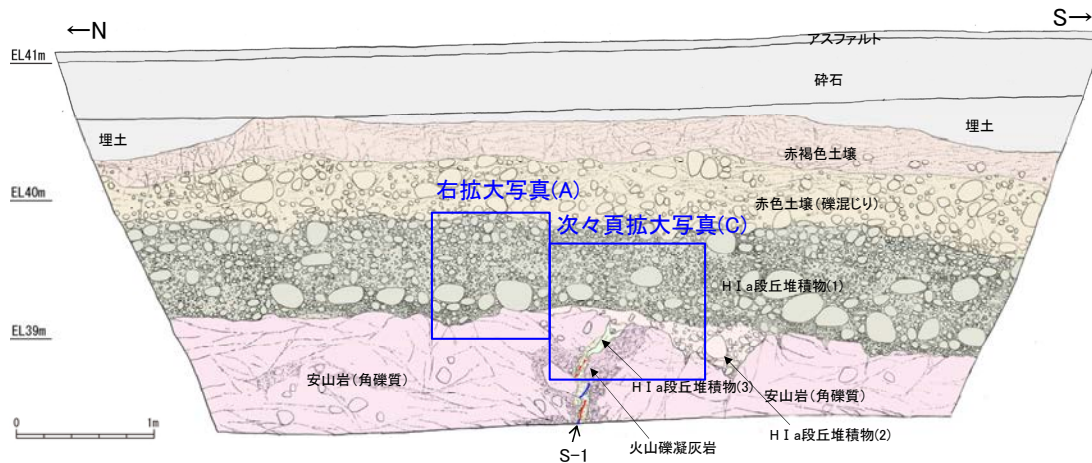 ←N
S→
EL41m
アスファルト
砕石
埋土
埋土
赤褐色土壌
EL40m
右拡大写真(A)
赤色土壌(礫混じり)
次々頁拡大写真(C)
HⅠa段丘堆積物(1)
EL39m
安山岩(角礫質)
HⅠa段丘堆積物(3)
安山岩(角礫質)
0
1m
火山礫凝灰岩
HⅠa段丘堆積物(2)
S-1